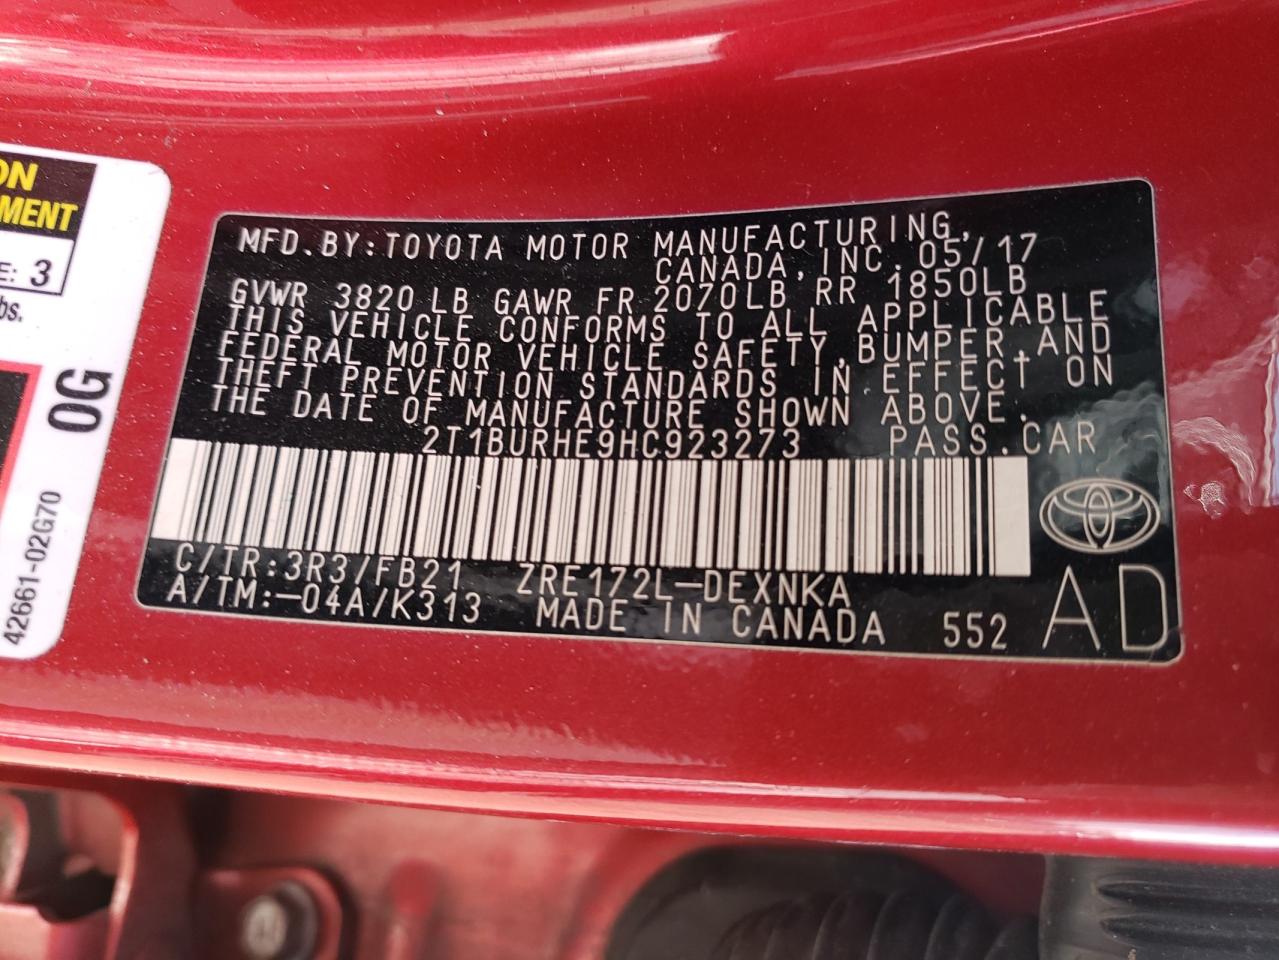 ON
MENT
E: 3
bs.
0G
42661-02G70
MFD.BY:TOYOTA MOTOR MANUFACTURING,
CANADA,INC.05/17
GVWR 3820LB GAWR FR 2070LB RR 1850LB
THIS VEHICLE CONFORMS TO ALL APPLICABLE
FEDERAL MOTOR VEHICLE SAFETY,BUMPER,AND
THEFT PREVENTION STANDARDS IN EFFECT ON
THE DATE OF MANUFACTURE SHOWN ABOVE.
2T1BURHE9HC923273 PASS.CAR
C/TR:3R3/FB21 ZRE172L-DEXNKA
A/TM:-04A/K313 MADE IN CANADA 552 AD